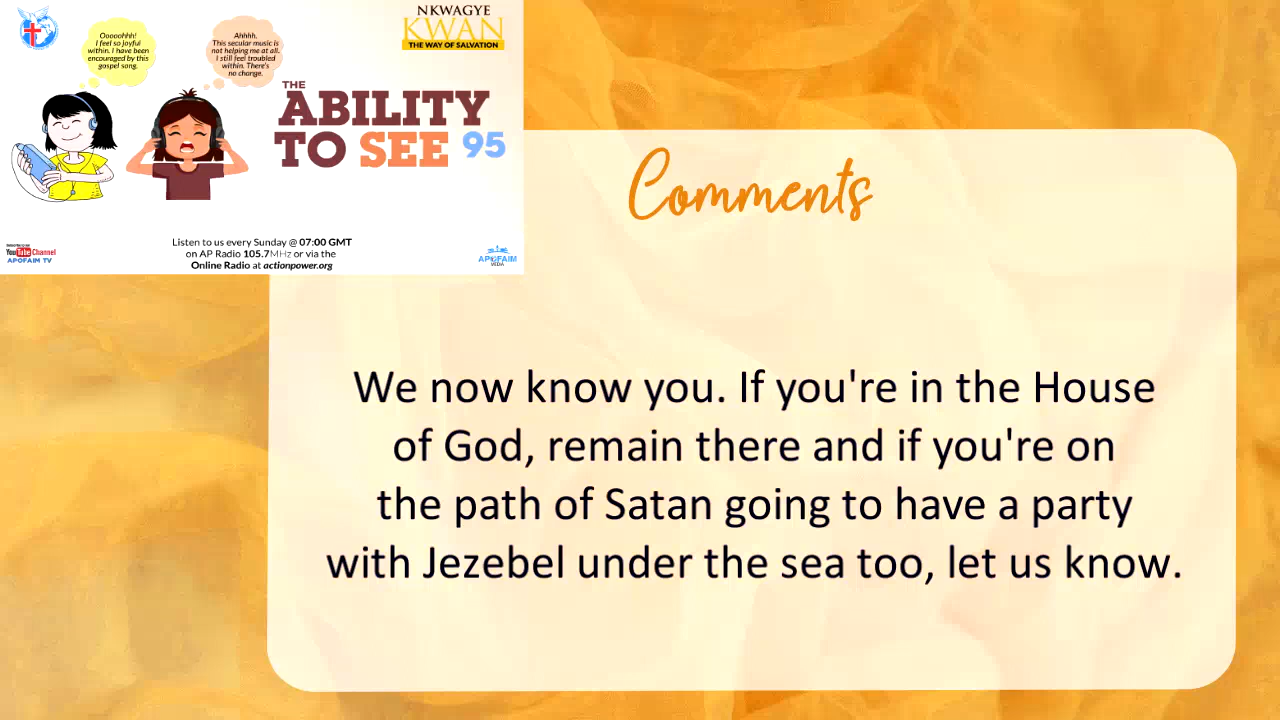 Ooooohhh!
I feel so joyful
within. I have been
encouraged by this
gospel song.
Ahhhh.
This secular music is
not helping me at all.
I still feel troubled
within. There's
no change.
NKWAGYE
KWAN
THE WAY OF SALVATION
THE
ABILITY
TO SEE 95
Listen to us every Sunday @ 07:00 GMT
on AP Radio 105.7MHz or via the
Online Radio at actionpower.org
YouTube Channel
APOFAIM TV
APOFAIM
MEDIA
Comments
We now know you. If you're in the House
of God, remain there and if you're on
the path of Satan going to have a party
with Jezebel under the sea too, let us know.